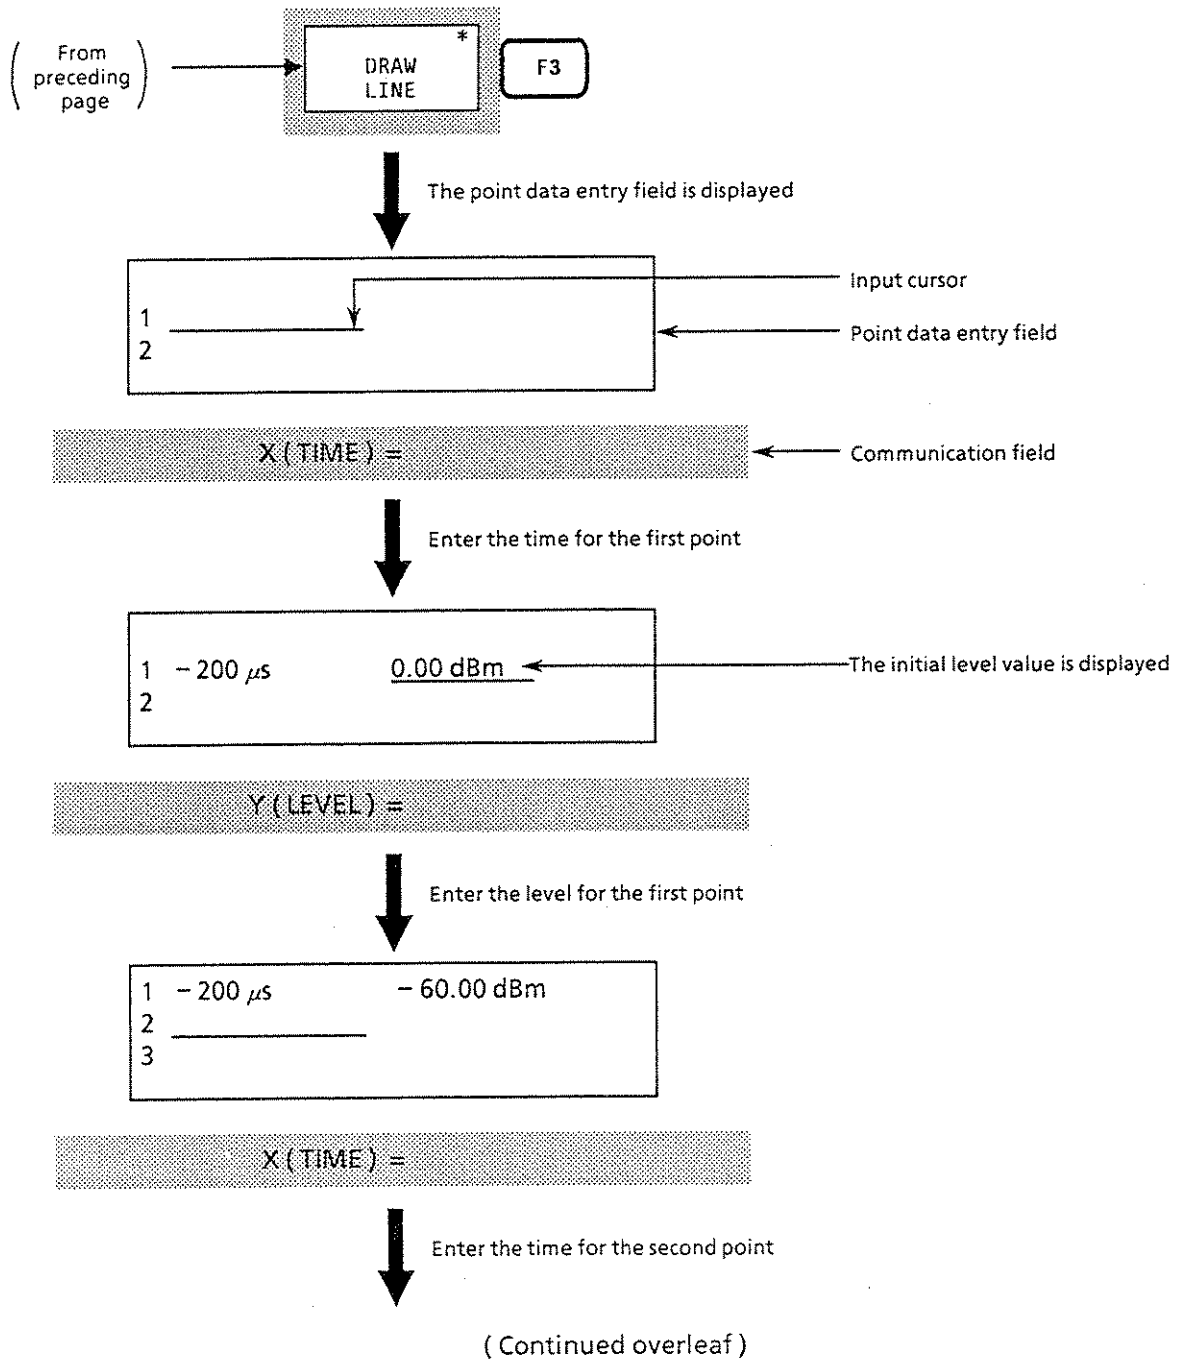 ( From
preceding
page )
*
DRAW
LINE
F3
The point data entry field is displayed
Input cursor
1
2
Point data entry field
X ( TIME ) =
Communication field
Enter the time for the first point
1 − 200 μs 0.00 dBm
The initial level value is displayed
2
Y ( LEVEL ) =
Enter the level for the first point
1 − 200 μs − 60.00 dBm
2
3
X ( TIME ) =
Enter the time for the second point
( Continued overleaf )